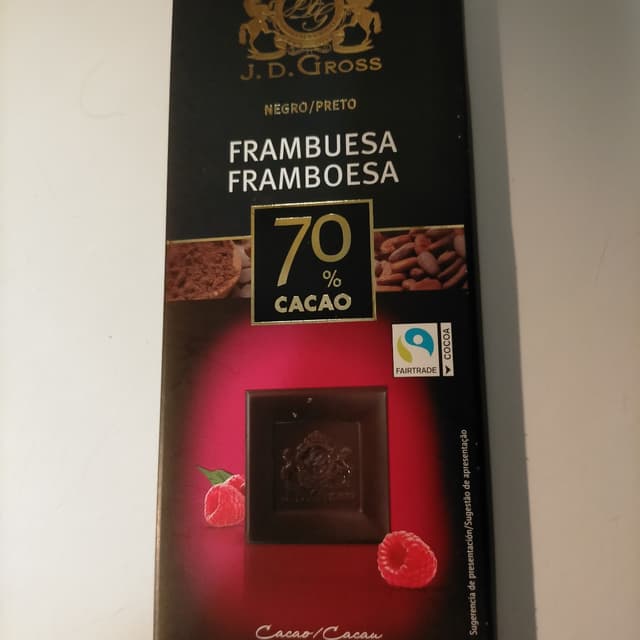 J. D. GROSS
NEGRO/PRETO
FRAMBUESA
FRAMBOESA
70
%
CACAO
FAIRTRADE
COCOA
Sugerencia de presentación/Sugestão de apresentação
Cacao/Cacau